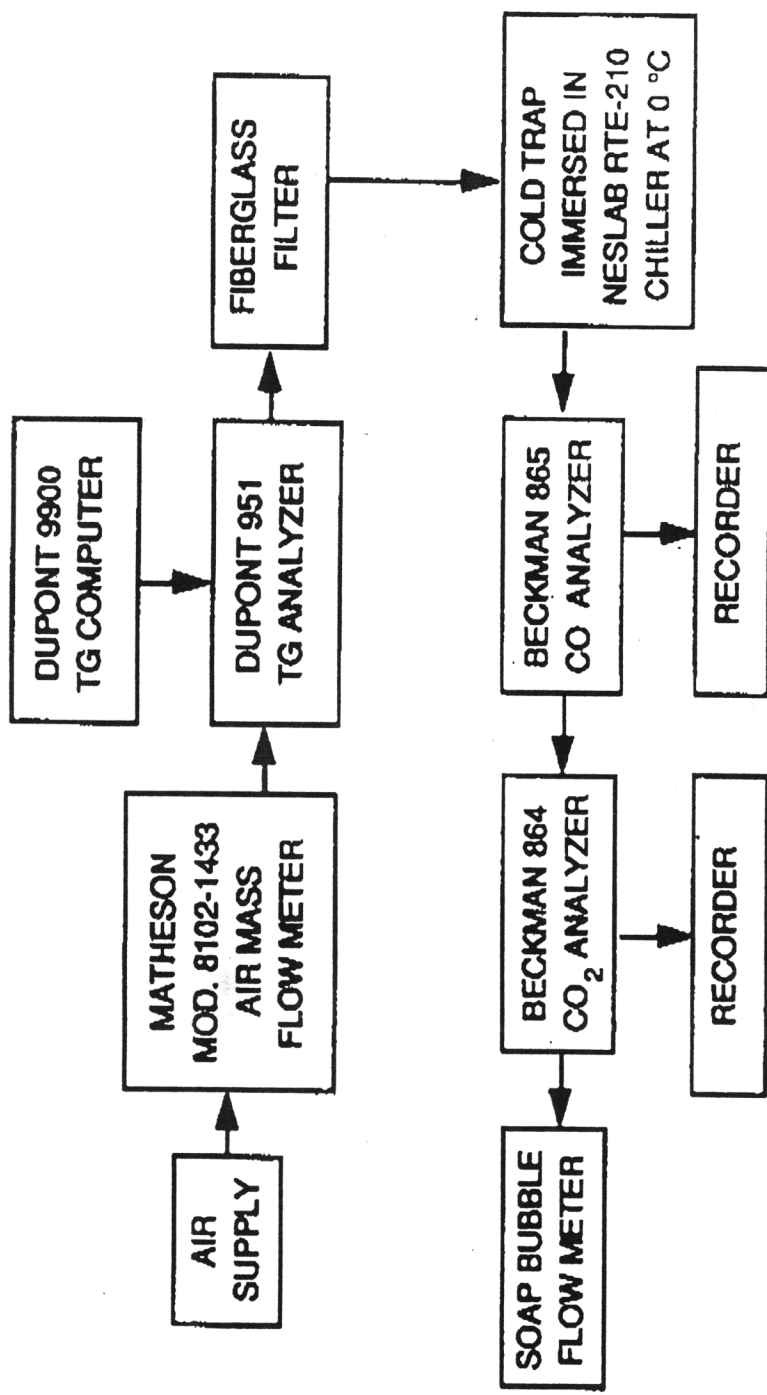 DUPONT 9900
TG COMPUTER
AIR
SUPPLY
MATHESON
MOD. 8102-1433
AIR MASS
FLOW METER
DUPONT 951
TG ANALYZER
FIBERGLASS
FILTER
COLD TRAP
IMMERSED IN
NESLAB RTE-210
CHILLER AT 0 °C
BECKMAN 865
CO ANALYZER
RECORDER
BECKMAN 864
CO₂ ANALYZER
RECORDER
SOAP BUBBLE
FLOW METER